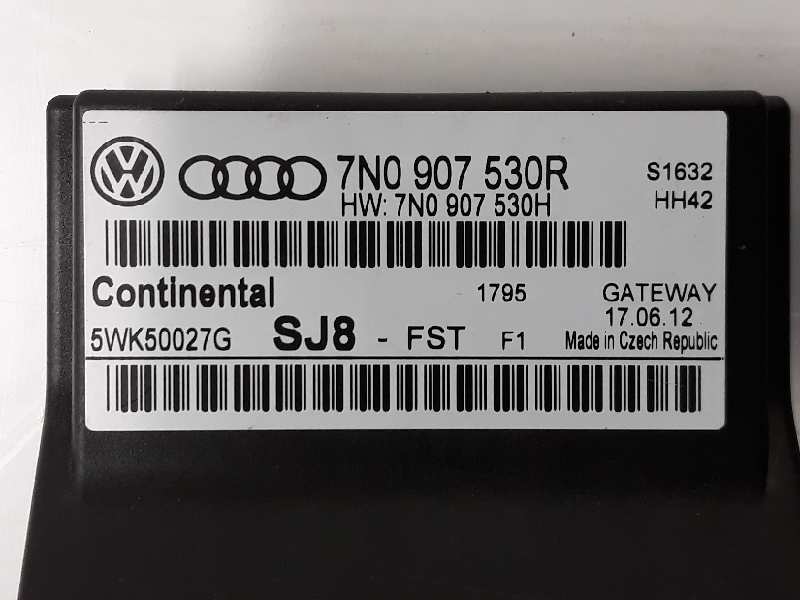 7N0 907 530R S1632
HW: 7N0 907 530H HH42
Continental 1795 GATEWAY
17.06.12
5WK50027G SJ8 - FST F1 Made in Czech Republic